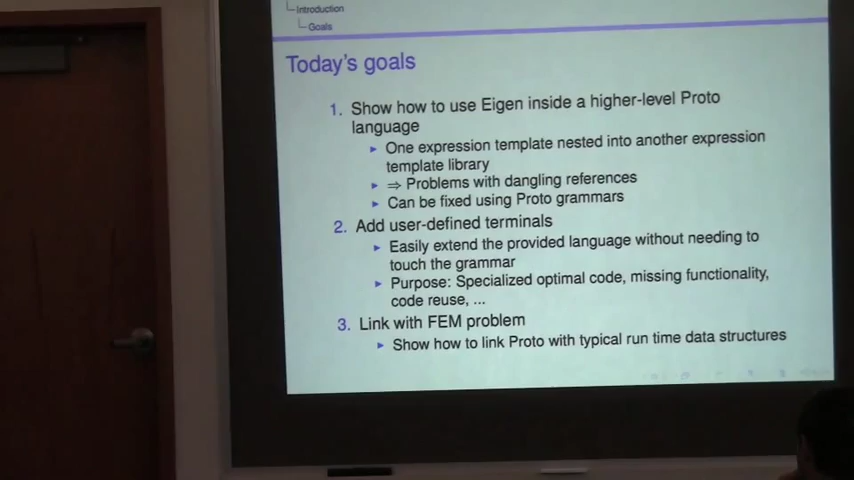 Introduction
Goals
Today's goals
1. Show how to use Eigen inside a higher-level Proto
language
▸ One expression template nested into another expression
template library
▸ ⇒ Problems with dangling references
▸ Can be fixed using Proto grammars
2. Add user-defined terminals
▸ Easily extend the provided language without needing to
touch the grammar
▸ Purpose: Specialized optimal code, missing functionality,
code reuse, ...
3. Link with FEM problem
▸ Show how to link Proto with typical run time data structures